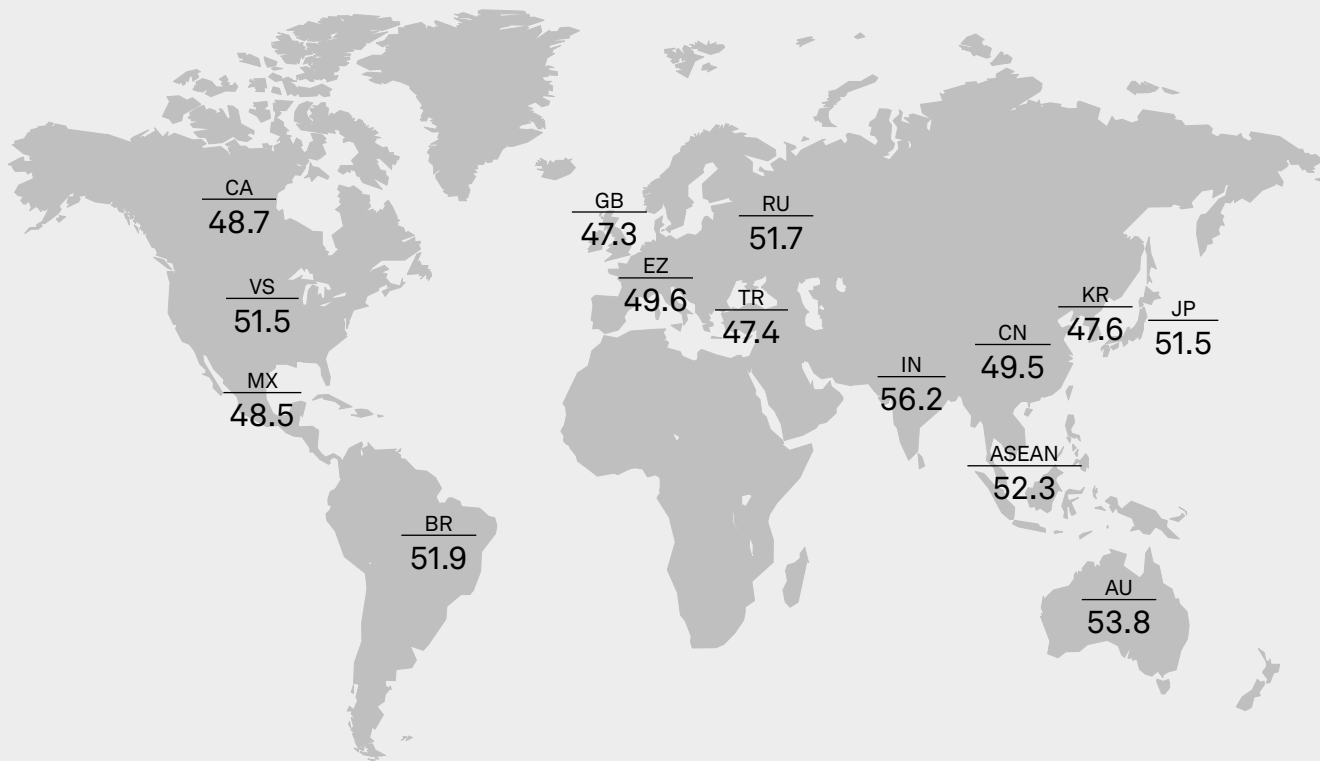 CA
48.7
VS
51.5
MX
48.5
BR
51.9
GB
47.3
RU
51.7
EZ
49.6
TR
47.4
KR
47.6
JP
51.5
CN
49.5
IN
56.2
ASEAN
52.3
AU
53.8